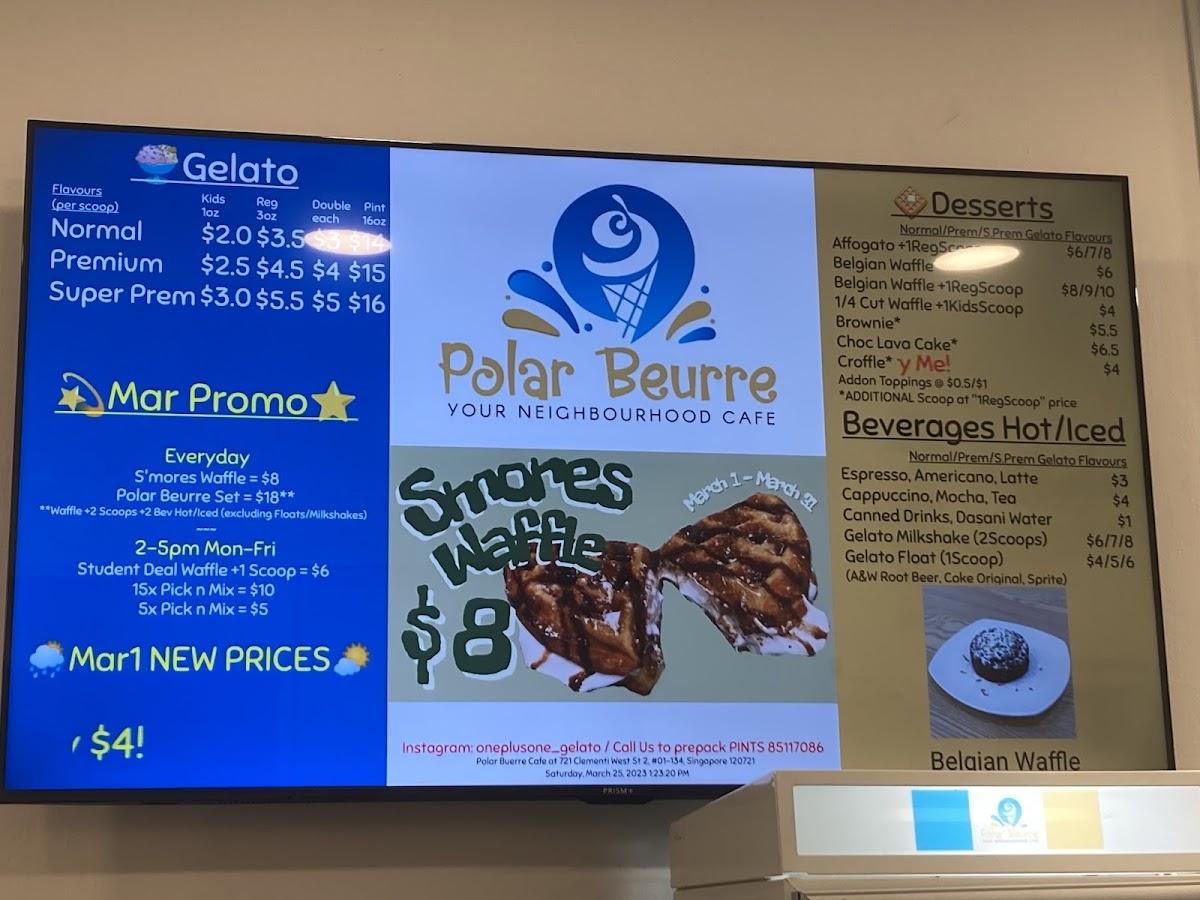 Gelato
Flavours
(per scoop)
Kids 1oz Reg 3oz Double each Pint 16oz
Normal $2.0 $3.5 $3 $14
Premium $2.5 $4.5 $4 $15
Super Prem $3.0 $5.5 $5 $16
Mar Promo
Everyday
S'mores Waffle = $8
Polar Beurre Set = $18**
**Waffle +2 Scoops +2 Bev Hot/Iced (excluding Floats/Milkshakes)
---
2-5pm Mon-Fri
Student Deal Waffle +1 Scoop = $6
15x Pick n Mix = $10
5x Pick n Mix = $5
Mar1 NEW PRICES
$4!
Polar Beurre
YOUR NEIGHBOURHOOD CAFE
Smores
Waffle
$8
March 1 - March 31
Instagram: oneplusone_gelato / Call Us to prepack PINTS 85117086
Polar Buerre Cafe at 721 Clementi West St 2, #01-134, Singapore 120721
Saturday, March 25, 2023 1:23:20 PM
PRISM+
Desserts
Normal/Prem/S.Prem Gelato Flavours
Affogato +1RegScoop $6/7/8
Belgian Waffle $6
Belgian Waffle +1RegScoop $8/9/10
1/4 Cut Waffle +1KidsScoop $4
Brownie* $5.5
Choc Lava Cake* $6.5
Croffle* y Me! $4
Addon Toppings @ $0.5/$1
*ADDITIONAL Scoop at "1RegScoop" price
Beverages Hot/Iced
Normal/Prem/S.Prem Gelato Flavours
Espresso, Americano, Latte $3
Cappuccino, Mocha, Tea $4
Canned Drinks, Dasani Water $1
Gelato Milkshake (2Scoops) $6/7/8
Gelato Float (1Scoop) $4/5/6
(A&W Root Beer, Coke Original, Sprite)
Belgian Waffle
Polar Beurre